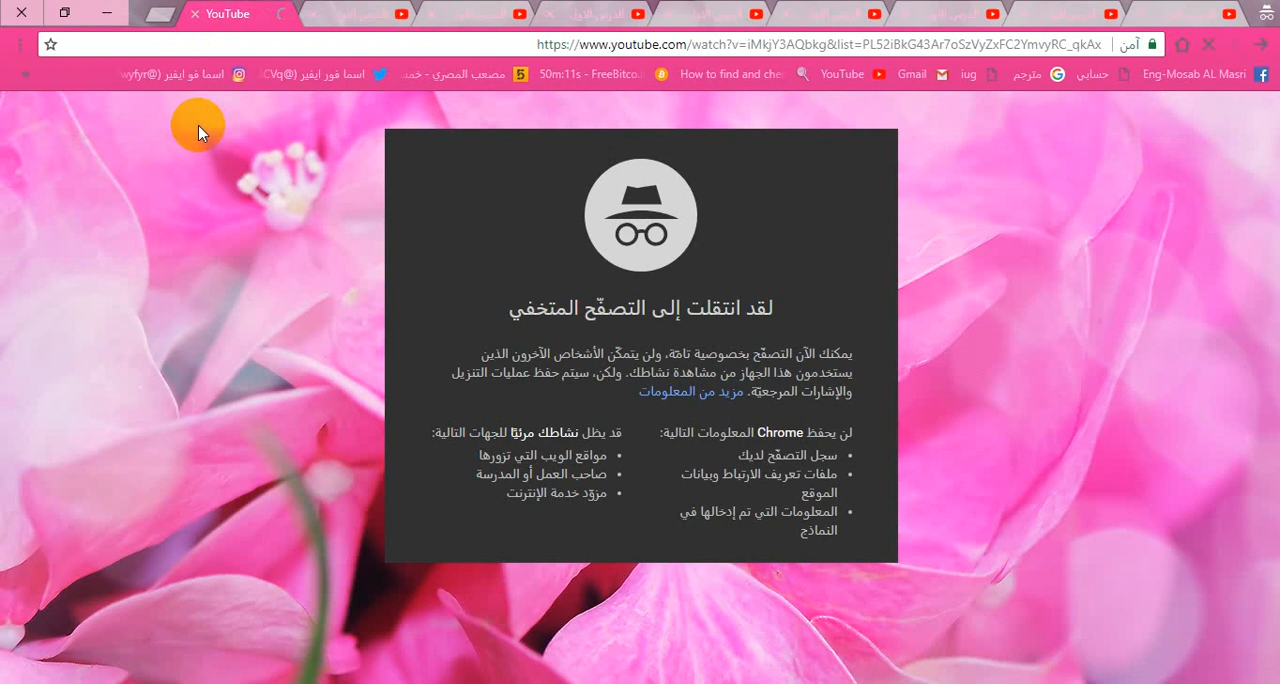 YouTube
https://www.youtube.com/watch?v=iMkjY3AQbkg&list=PL52iBkG43Ar7oSzVyZxFC2YmvyRC_qkAx
آمن
Eng-Mosab AL Masri
حسابي
مترجم
iug
Gmail
YouTube
How to find and che
50m:11s - FreeBitco
مصعب المصري - خمس
اسما فور ايفير (@
اسما فو ايفير (@
لقد انتقلت إلى التصفّح المتخفي
يمكنك الآن التصفّح بخصوصية تامّة، ولن يتمكّن الأشخاص الآخرون الذين
يستخدمون هذا الجهاز من مشاهدة نشاطك. ولكن، سيتم حفظ عمليات التنزيل
والإشارات المرجعيّة. مزيد من المعلومات
لن يحفظ Chrome المعلومات التالية:
سجل التصفّح لديك
ملفات تعريف الارتباط وبيانات
الموقع
المعلومات التي تم إدخالها في
النماذج
قد يظل نشاطك مرئيًا للجهات التالية:
مواقع الويب التي تزورها
صاحب العمل أو المدرسة
مزوّد خدمة الإنترنت